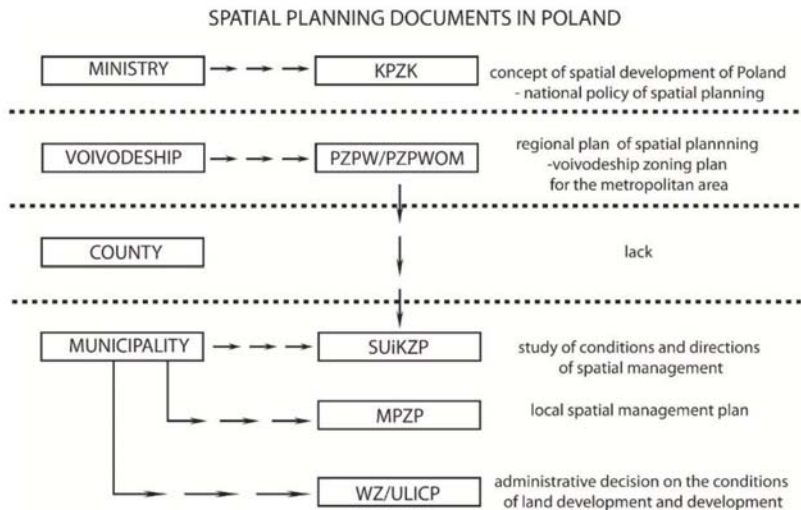 SPATIAL PLANNING DOCUMENTS IN POLAND
MINISTRY
KPZK
concept of spatial development of Poland
- national policy of spatial planning
VOIVODESHIP
PZPW/PZPWOM
regional plan of spatial plannning
-voivodeship zoning plan
for the metropolitan area
COUNTY
lack
MUNICIPALITY
SUiKZP
study of conditions and directions
of spatial management
MPZP
local spatial management plan
WZ/ULICP
administrative decision on the conditions
of land development and development